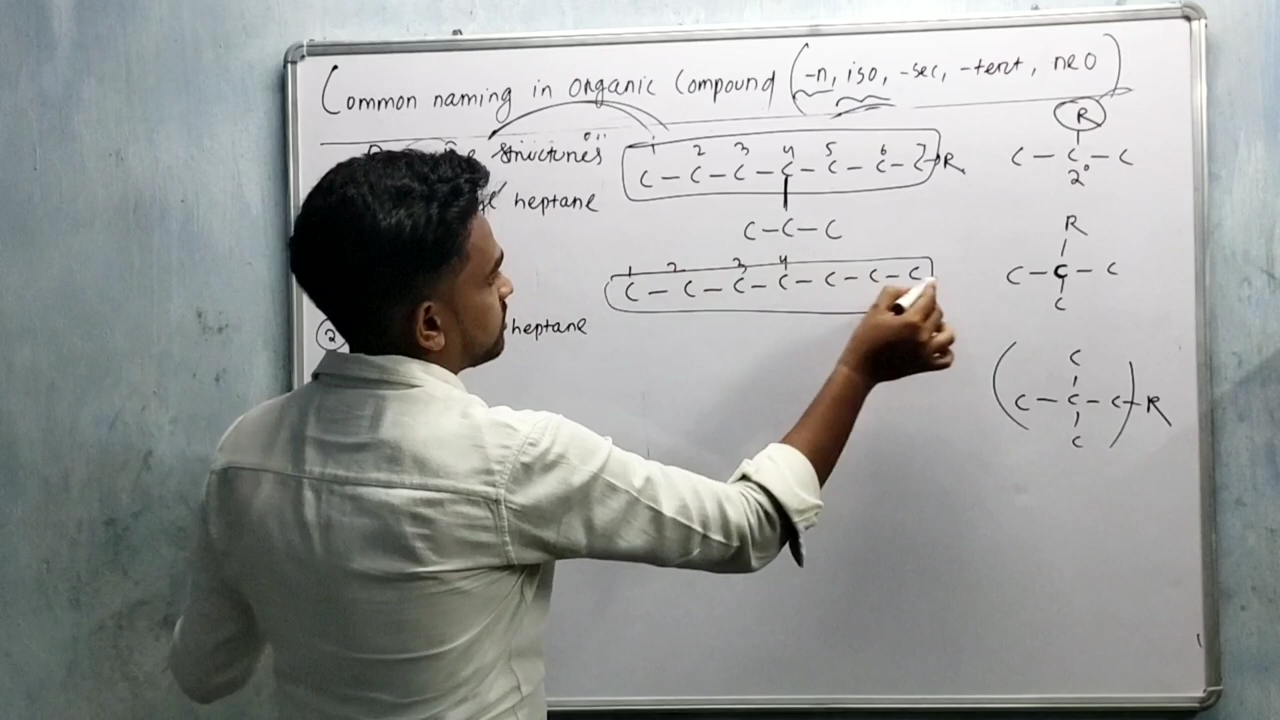 Common naming in organic Compound (-n, iso, -sec, -tert, neo)
structures
heptane
1 2 3 4 5 6 7
C - C - C - C - C - C - C - R
C - C - C
1 2 3 4
C - C - C - C - C - C - C
② heptane
R
C - C - C
2°
R
C - C - C
C
C
(C - C - C) - R
C